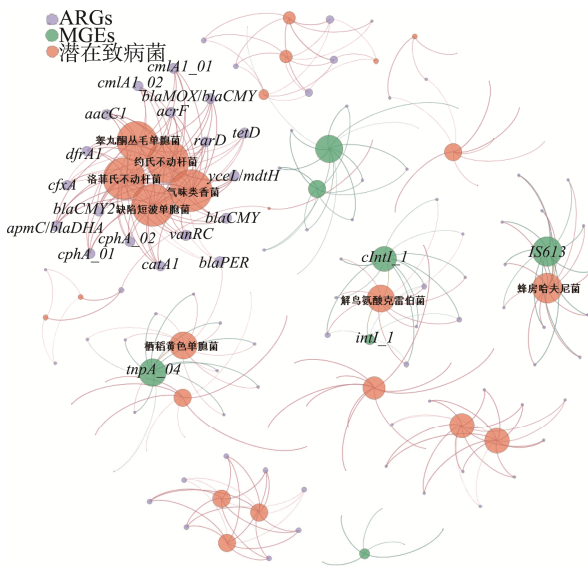 ARGs
MGEs
潜在致病菌
cmlA1_01
cmlA1_02
blaMOX/blaCMY
aacC1
acrF
tetD
睾丸酮丛毛单胞菌
rarD
dfrA1
约氏不动杆菌
洛菲氏不动杆菌
yceL/mdtH
cfxA
气味类香菌
blaCMY2
缺陷短波单胞菌
blaCMY
apmC/blaDHA
cphA_02
vanRC
cphA_01
catA1
blaPER
cIntI_1
IS613
解鸟氨酸克雷伯菌
蜂房哈夫尼菌
intI_1
栖稻黄色单胞菌
tnpA_04